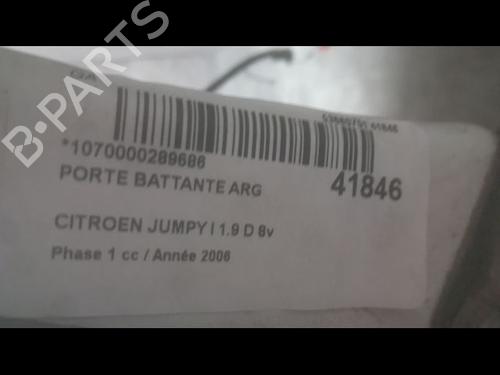 *1070000289686
PORTE BATTANTE ARG
41846
CITROEN JUMPY I 1.9 D 8v
Phase 1 cc / Année 2006
B-PARTS